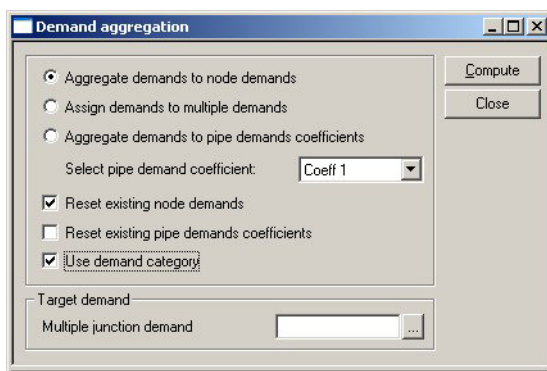 Demand aggregation
Aggregate demands to node demands
Compute
Assign demands to multiple demands
Close
Aggregate demands to pipe demands coefficients
Select pipe demand coefficient: Coeff 1
Reset existing node demands
Reset existing pipe demands coefficients
Use demand category
Target demand
Multiple junction demand ...